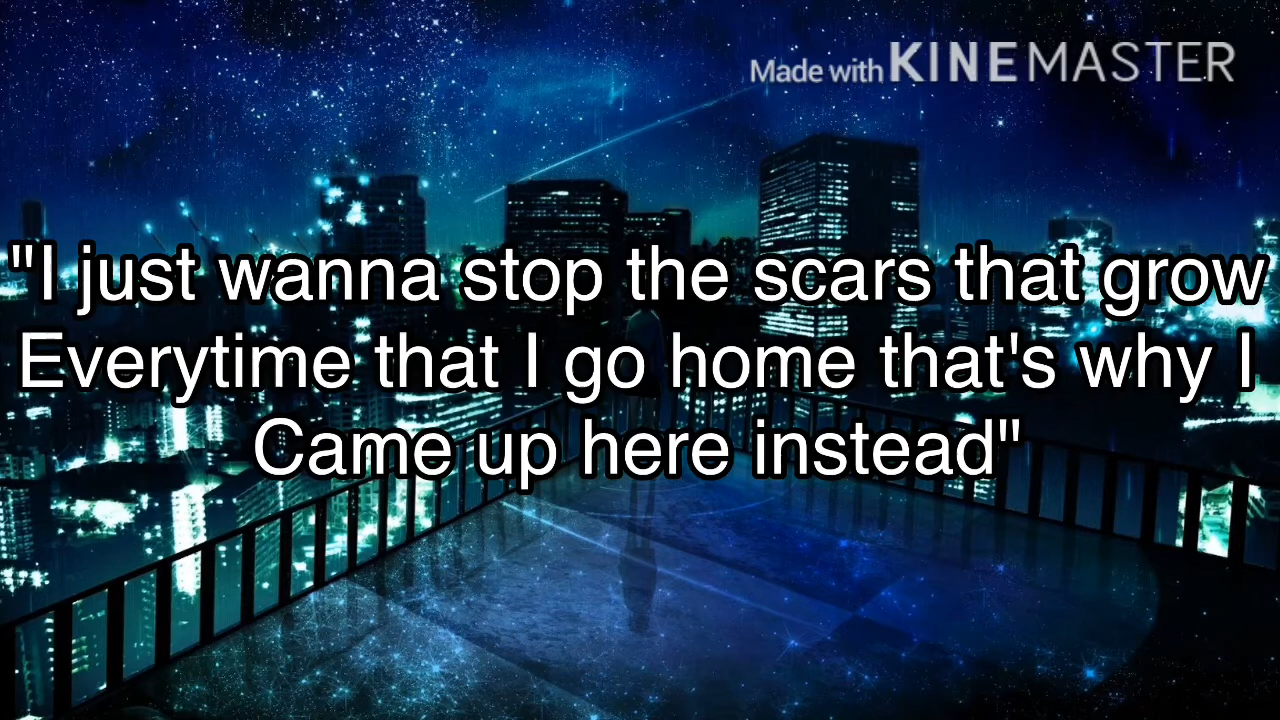 Made with KINEMASTER
"I just wanna stop the scars that grow
Everytime that I go home that's why I
Came up here instead"